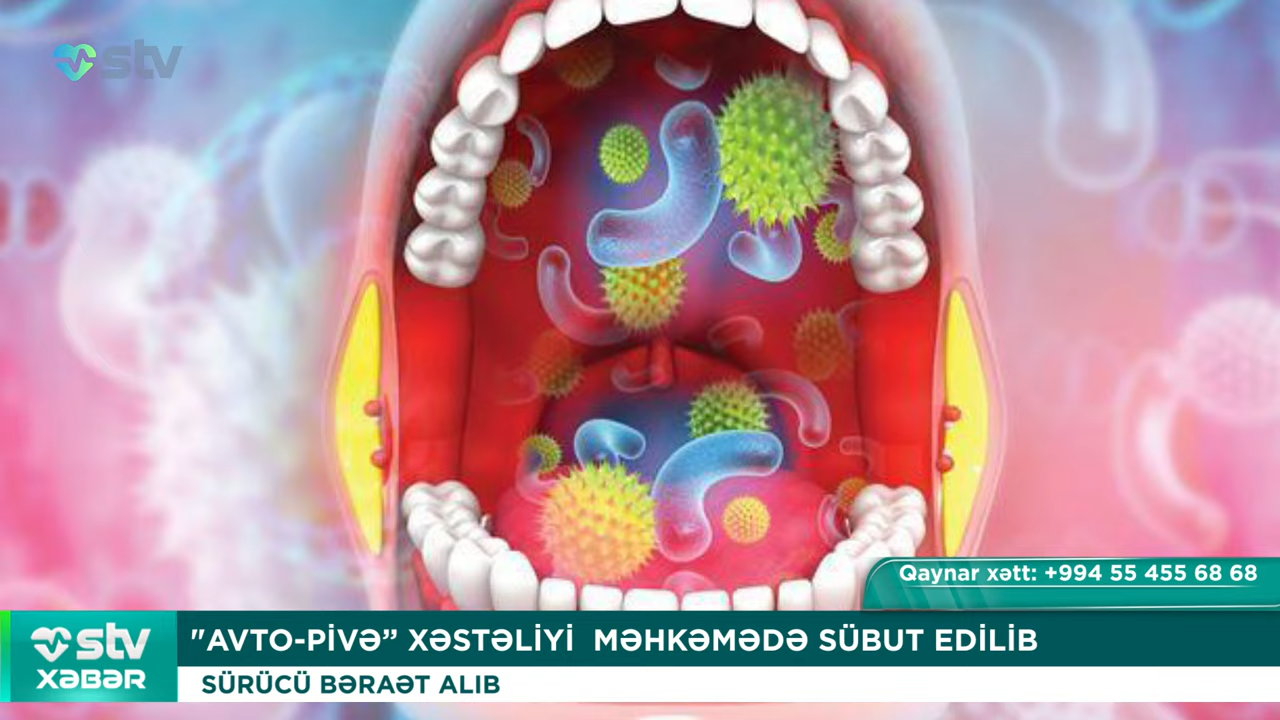 stv
Qaynar xətt: +994 55 455 68 68
stv
XƏBƏR
"AVTO-PİVƏ” XƏSTƏLİYİ MƏHKƏMƏDƏ SÜBUT EDİLİB
SÜRÜCÜ BƏRAƏT ALIB